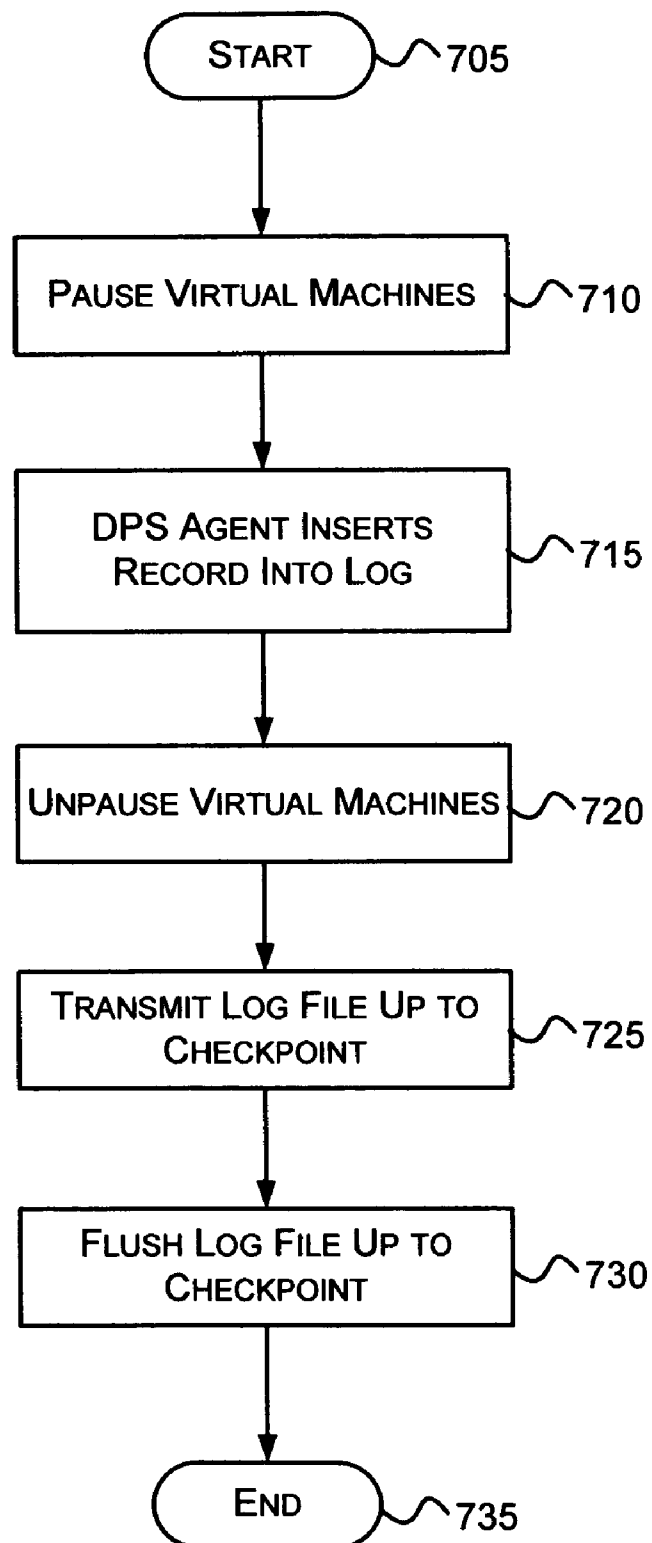 START
705
PAUSE VIRTUAL MACHINES
710
DPS AGENT INSERTS
RECORD INTO LOG
715
UNPAUSE VIRTUAL MACHINES
720
TRANSMIT LOG FILE UP TO
CHECKPOINT
725
FLUSH LOG FILE UP TO
CHECKPOINT
730
END
735